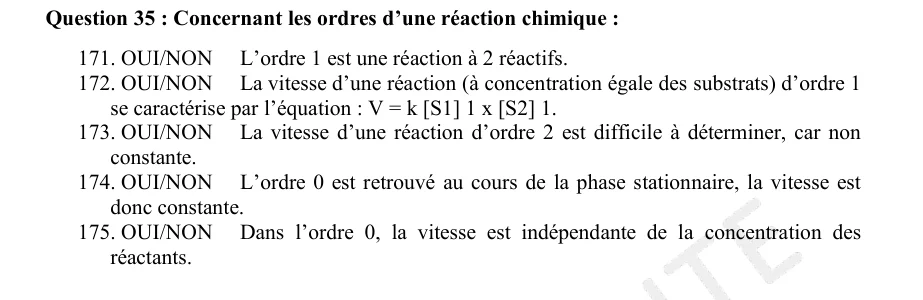 Question 35 : Concernant les ordres d’une réaction chimique :
171. OUI/NON L’ordre 1 est une réaction à 2 réactifs.
172. OUI/NON La vitesse d’une réaction (à concentration égale des substrats) d’ordre 1
se caractérise par l’équation : V = k [S1] 1 x [S2] 1.
173. OUI/NON La vitesse d’une réaction d’ordre 2 est difficile à déterminer, car non
constante.
174. OUI/NON L’ordre 0 est retrouvé au cours de la phase stationnaire, la vitesse est
donc constante.
175. OUI/NON Dans l’ordre 0, la vitesse est indépendante de la concentration des
réactants.